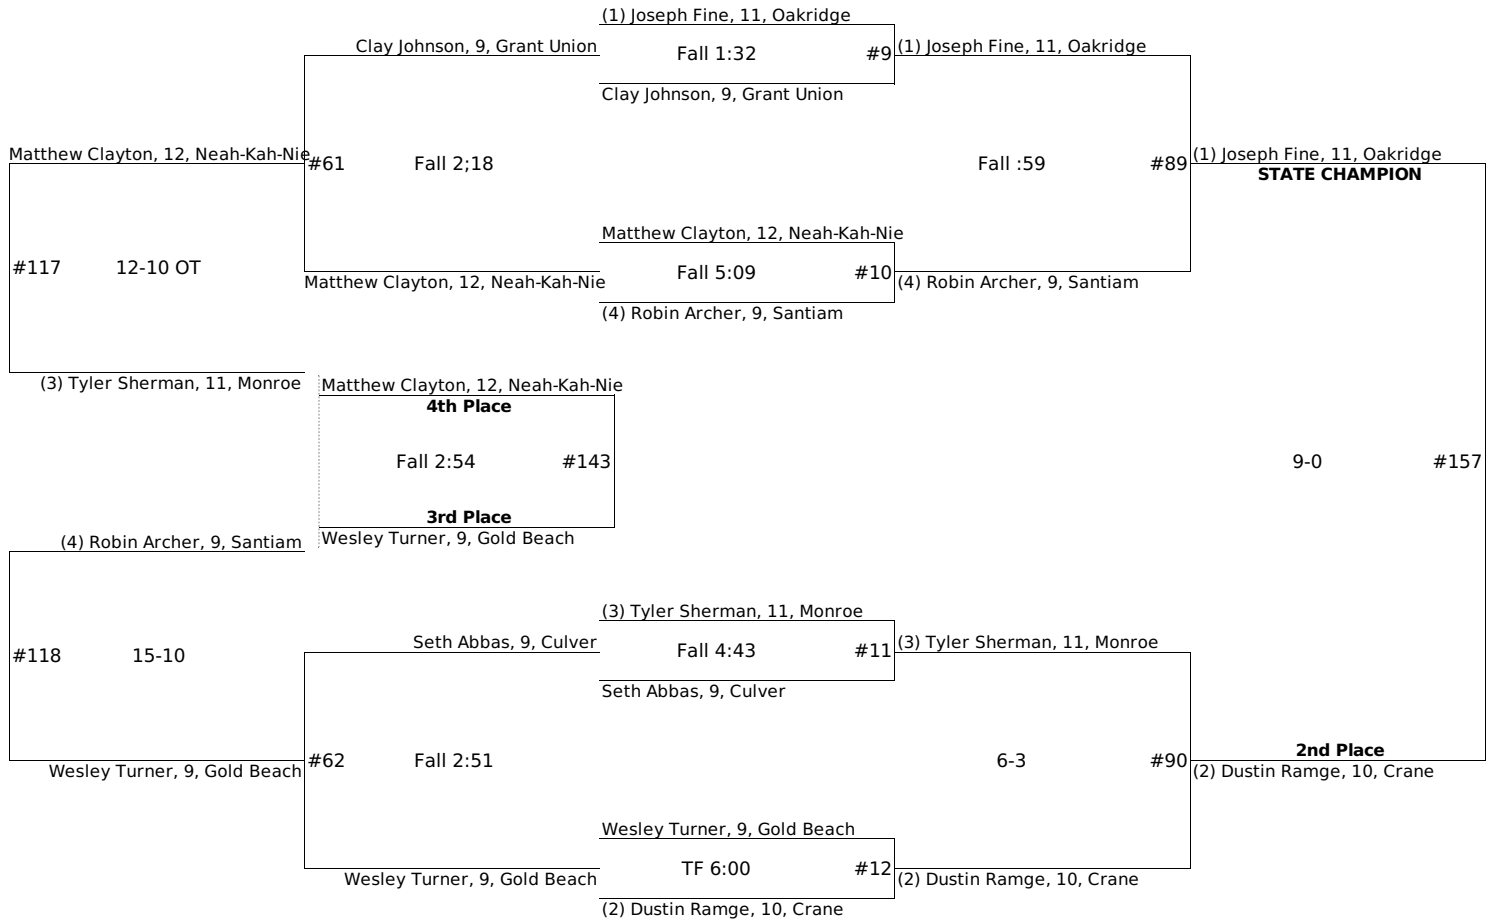 (1) Joseph Fine, 11, Oakridge
Clay Johnson, 9, Grant Union
Fall 1:32 #9
(1) Joseph Fine, 11, Oakridge
Clay Johnson, 9, Grant Union
Matthew Clayton, 12, Neah-Kah-Nie
#61 Fall 2;18
Fall :59 #89
(1) Joseph Fine, 11, Oakridge
STATE CHAMPION
Matthew Clayton, 12, Neah-Kah-Nie
#117 12-10 OT
Fall 5:09 #10
Matthew Clayton, 12, Neah-Kah-Nie
(4) Robin Archer, 9, Santiam
(4) Robin Archer, 9, Santiam
(3) Tyler Sherman, 11, Monroe
Matthew Clayton, 12, Neah-Kah-Nie
4th Place
Fall 2:54 #143
9-0 #157
3rd Place
Wesley Turner, 9, Gold Beach
(4) Robin Archer, 9, Santiam
(3) Tyler Sherman, 11, Monroe
Seth Abbas, 9, Culver
#118 15-10
Fall 4:43 #11
(3) Tyler Sherman, 11, Monroe
Seth Abbas, 9, Culver
2nd Place
#62 Fall 2:51
6-3 #90
Wesley Turner, 9, Gold Beach
(2) Dustin Ramge, 10, Crane
Wesley Turner, 9, Gold Beach
TF 6:00 #12
Wesley Turner, 9, Gold Beach
(2) Dustin Ramge, 10, Crane
(2) Dustin Ramge, 10, Crane